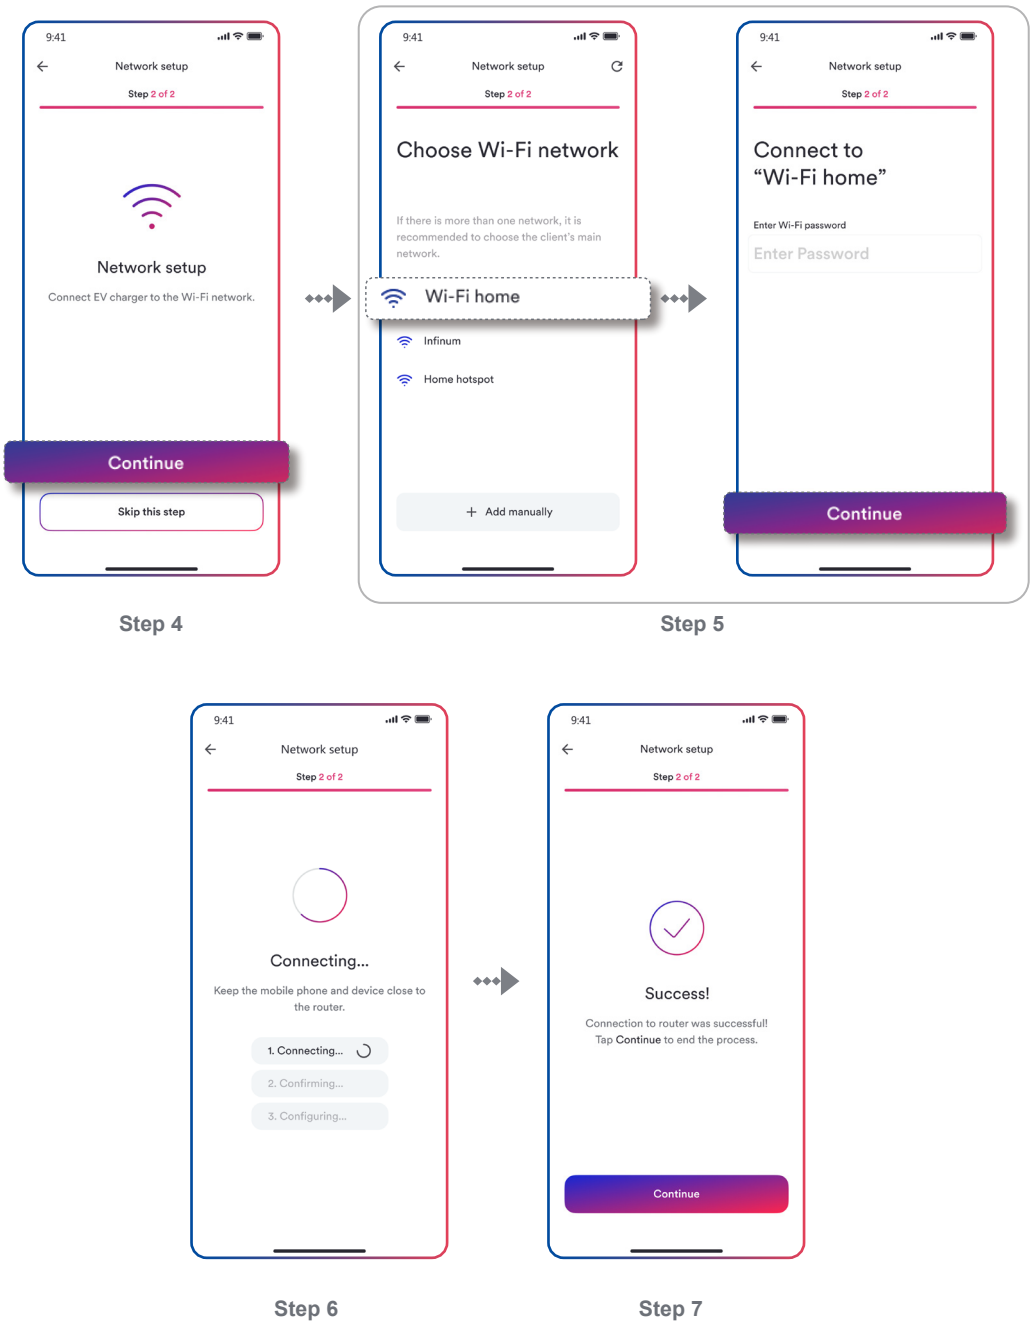 9:41
Network setup
Step 2 of 2
Network setup
Connect EV charger to the Wi-Fi network.
Continue
Skip this step
Step 4
9:41
Network setup
Step 2 of 2
Choose Wi-Fi network
If there is more than one network, it is
recommended to choose the client's main
network.
Wi-Fi home
Infinum
Home hotspot
+ Add manually
9:41
Network setup
Step 2 of 2
Connect to
“Wi-Fi home”
Enter Wi-Fi password
Enter Password
Continue
Step 5
9:41
Network setup
Step 2 of 2
Connecting...
Keep the mobile phone and device close to
the router.
1. Connecting...
2. Confirming...
3. Configuring...
Step 6
9:41
Network setup
Step 2 of 2
Success!
Connection to router was successful!
Tap Continue to end the process.
Continue
Step 7